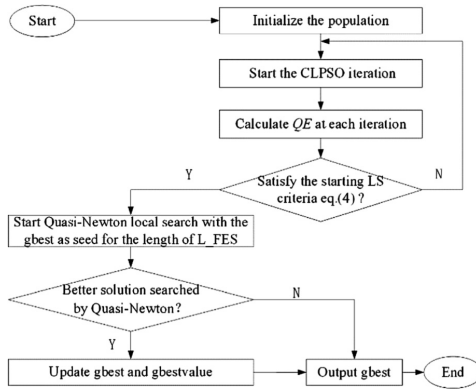 Start
Initialize the population
Start the CLPSO iteration
Calculate QE at each iteration
Satisfy the starting LS
criteria eq.(4) ?
Y
N
Start Quasi-Newton local search with the
gbest as seed for the length of L_FES
Better solution searched
by Quasi-Newton?
N
Y
Update gbest and gbestvalue
Output gbest
End